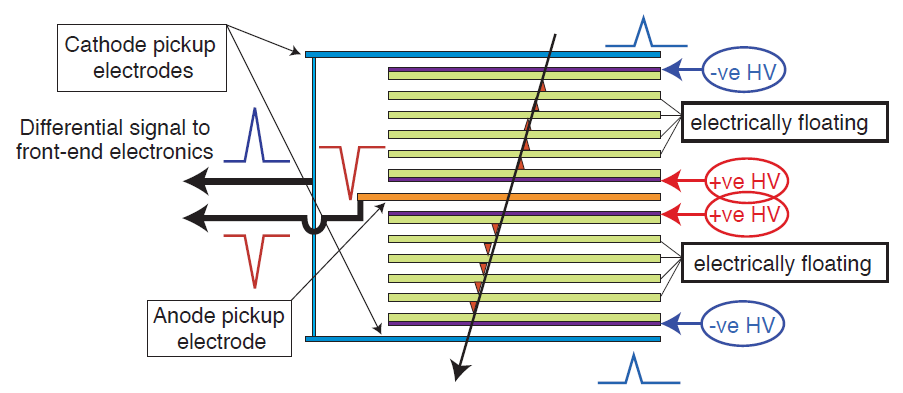 Cathode pickup
electrodes
-ve HV
Differential signal to
front-end electronics
electrically floating
+ve HV
+ve HV
electrically floating
Anode pickup
electrode
-ve HV